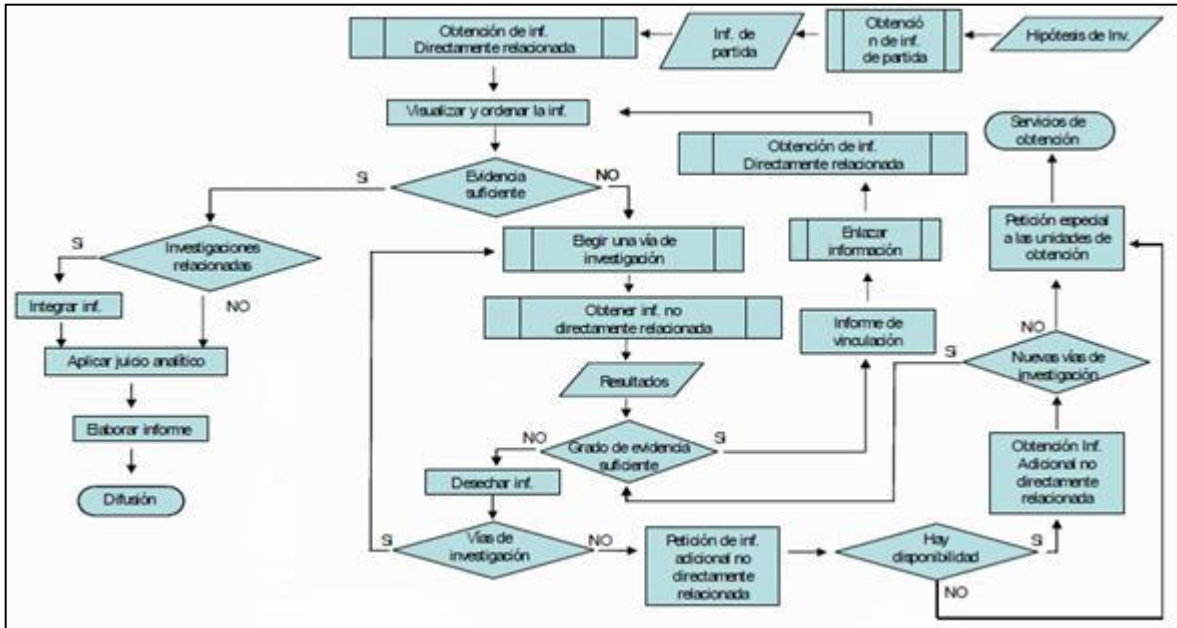 Obtención de inf.
Directamente relacionada
Inf. de
partida
Obtenció
n de inf.
de partida
Hipótesis de Inv.
Visualizar y ordenar la inf.
Servicios de
obtención
Obtención de inf.
Directamente relacionada
Si
Evidencia
suficiente
NO
Petición especial
a las unidades de
obtención
Investigaciones
relacionadas
Si
Elegir una vía de
investigación
Enlazar
información
Integrar inf.
NO
Obtener inf. no
directamente relacionada
Informe de
vinculación
NO
Si
Nuevas vías de
investigación
Aplicar juicio analítico
Resultados
Elaborar informe
NO
Grado de evidencia
suficiente
Si
Obtención Inf.
Adicional no
directamente
relacionada
Desechar inf.
Difusión
Si
Vías de
investigación
NO
Petición de inf.
adicional no
directamente
relacionada
Hay
disponibilidad
Si
NO